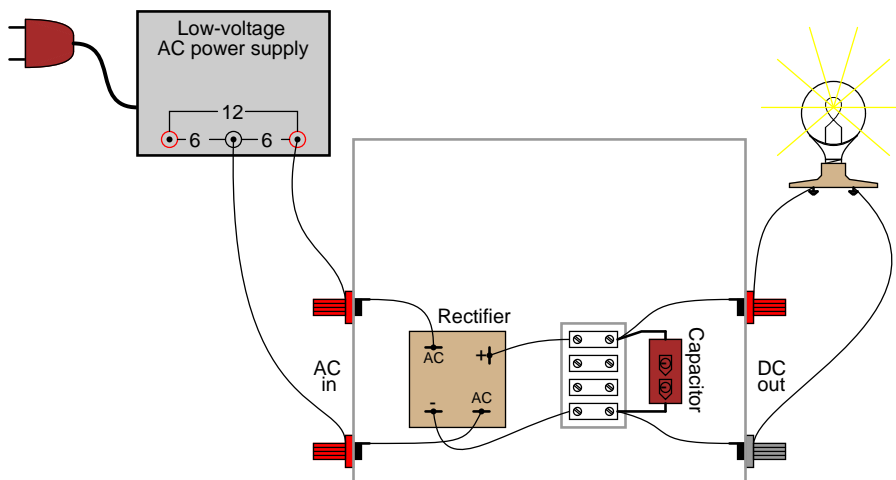 Low-voltage
AC power supply
12
6
6
Rectifier
AC
+
-
AC
AC
in
Capacitor
DC
out